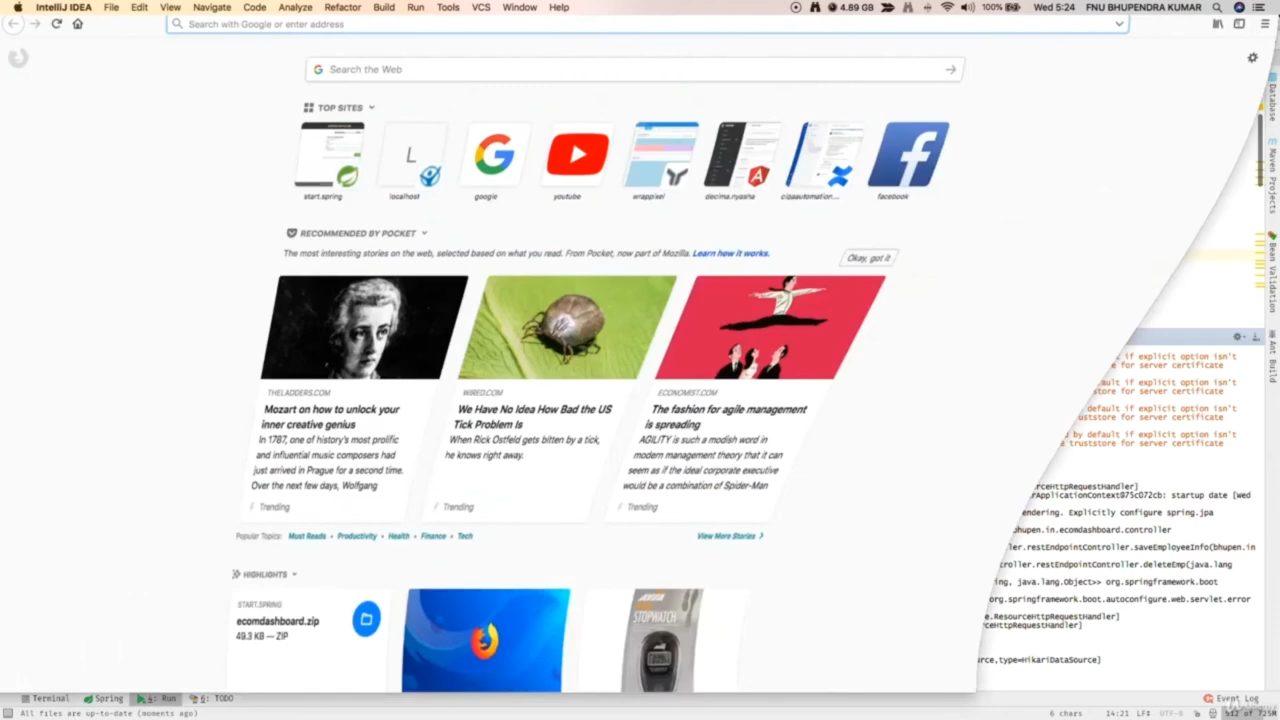 IntelliJ IDEA File Edit View Navigate Code Analyze Refactor Build Run Tools VCS Window Help 4.89 GB 100% Wed 5:24 FNU BHUPENDRA KUMAR
Search with Google or enter address
Search the Web
TOP SITES
L
start.spring localhost google youtube wrappixel decima.nyasha cipaautomation.... facebook
RECOMMENDED BY POCKET
The most interesting stories on the web, selected based on what you read. From Pocket, now part of Mozilla. Learn how it works.
Okay, got it
THELADDERS.COM
Mozart on how to unlock your
inner creative genius
In 1787, one of history's most prolific
and influential music composers had
just arrived in Prague for a second time.
Over the next few days, Wolfgang
Trending
WIRED.COM
We Have No Idea How Bad the US
Tick Problem Is
When Rick Ostfeld gets bitten by a tick,
he knows right away.
Trending
ECONOMIST.COM
The fashion for agile management
is spreading
AGILITY is such a modish word in
modern management theory that it can
seem as if the ideal corporate executive
would be a combination of Spider-Man
Trending
Popular Topics: Must Reads • Productivity • Health • Finance • Tech
View More Stories
HIGHLIGHTS
START.SPRING
ecomdashboard.zip
49.3 KB — ZIP
STOPWATCH
Database
Maven Projects
Bean Validation
Ant Build
if explicit option isn't
for server certificate
if explicit option isn't
store for server certificate
default if explicit option isn't
for server certificate
by default if explicit option isn't
truststore for server certificate
startup date [wed
endering. Explicitly configure spring.jpa
bhupen.in.ecomdashboard.controller
ller.restEndpointController.saveEmployeeInfo(bhupen.in
ler.restEndpointController.deleteEmp(java.lang
ing, java.lang.Object>> org.springframework.boot
org.springframework.boot.autoconfigure.web.servlet.error
e.ResourceHttpRequestHandler]
rceHttpRequestHandler]
ource,type=HikariDataSource]
Terminal Spring 4: Run 6: TODO Event Log
All files are up-to-date (moments ago) 6 chars 14:21 LF UTF-8 512 of 725M